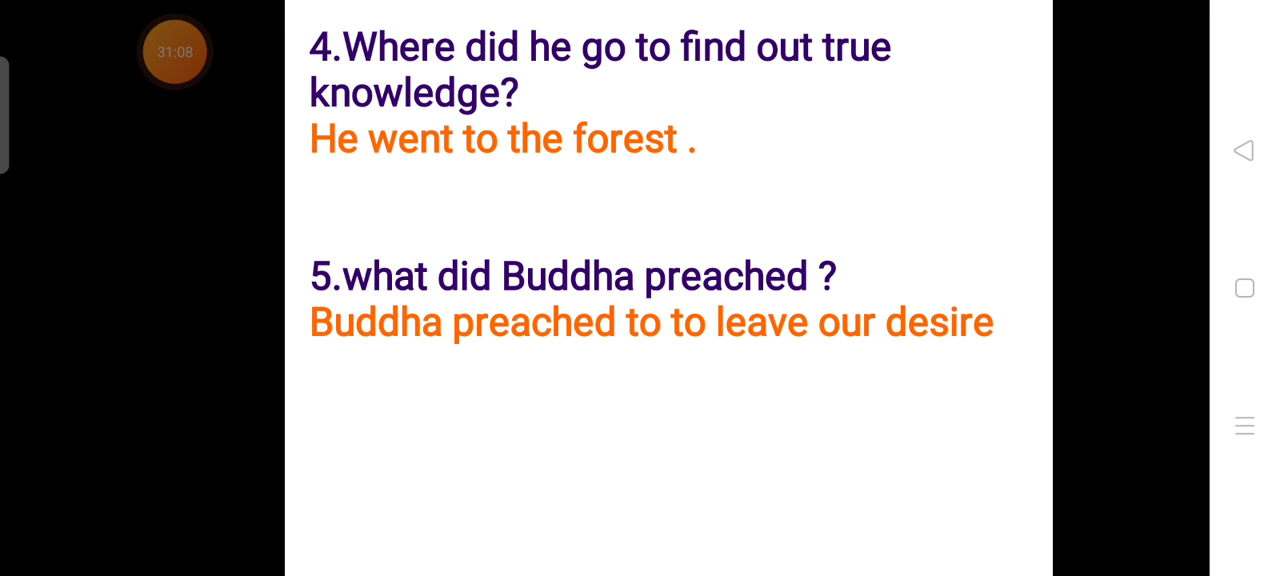 31:08
4.Where did he go to find out true
knowledge?
He went to the forest .
5.what did Buddha preached ?
Buddha preached to to leave our desire